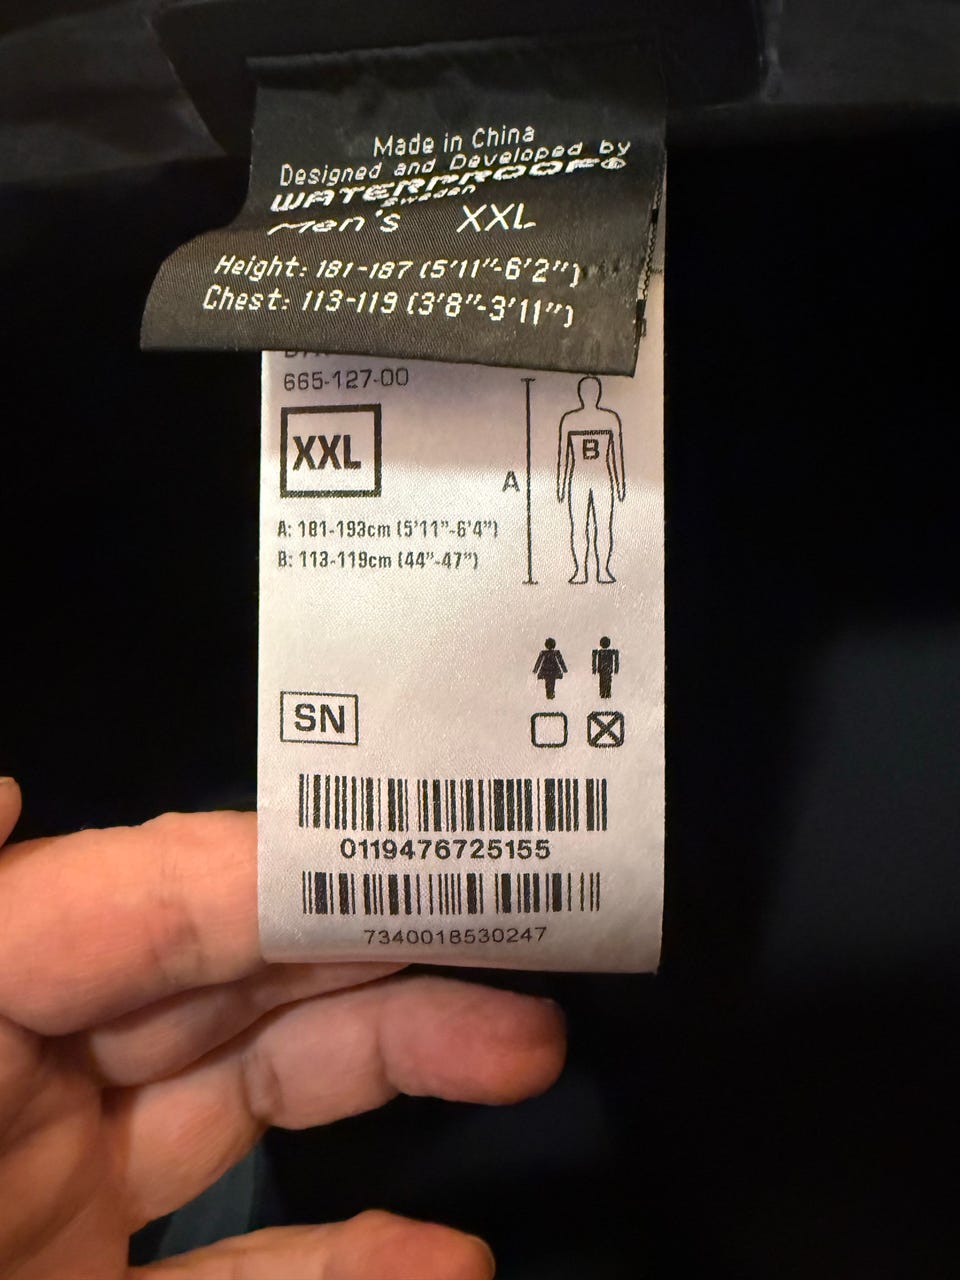 Made in China
Designed and Developed by
WATERPROOF®
Sweden
Men's XXL
Height: 181-187 (5'11"-6'2")
Chest: 113-119 (3'8"-3'11")
665-127-00
XXL
A: 181-193cm (5'11"-6'4")
B: 113-119cm (44"-47")
A
B
SN
0119476725155
7340018530247